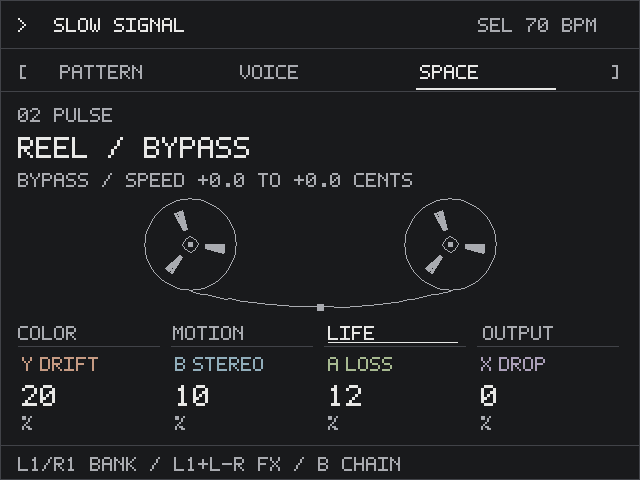 > SLOW SIGNAL SEL 70 BPM
[ PATTERN VOICE SPACE ]
02 PULSE
REEL / BYPASS
BYPASS / SPEED +0.0 TO +0.0 CENTS
COLOR MOTION LIFE OUTPUT
Y DRIFT B STEREO A LOSS X DROP
20 10 12 0
% % % %
L1/R1 BANK / L1+L-R FX / B CHAIN